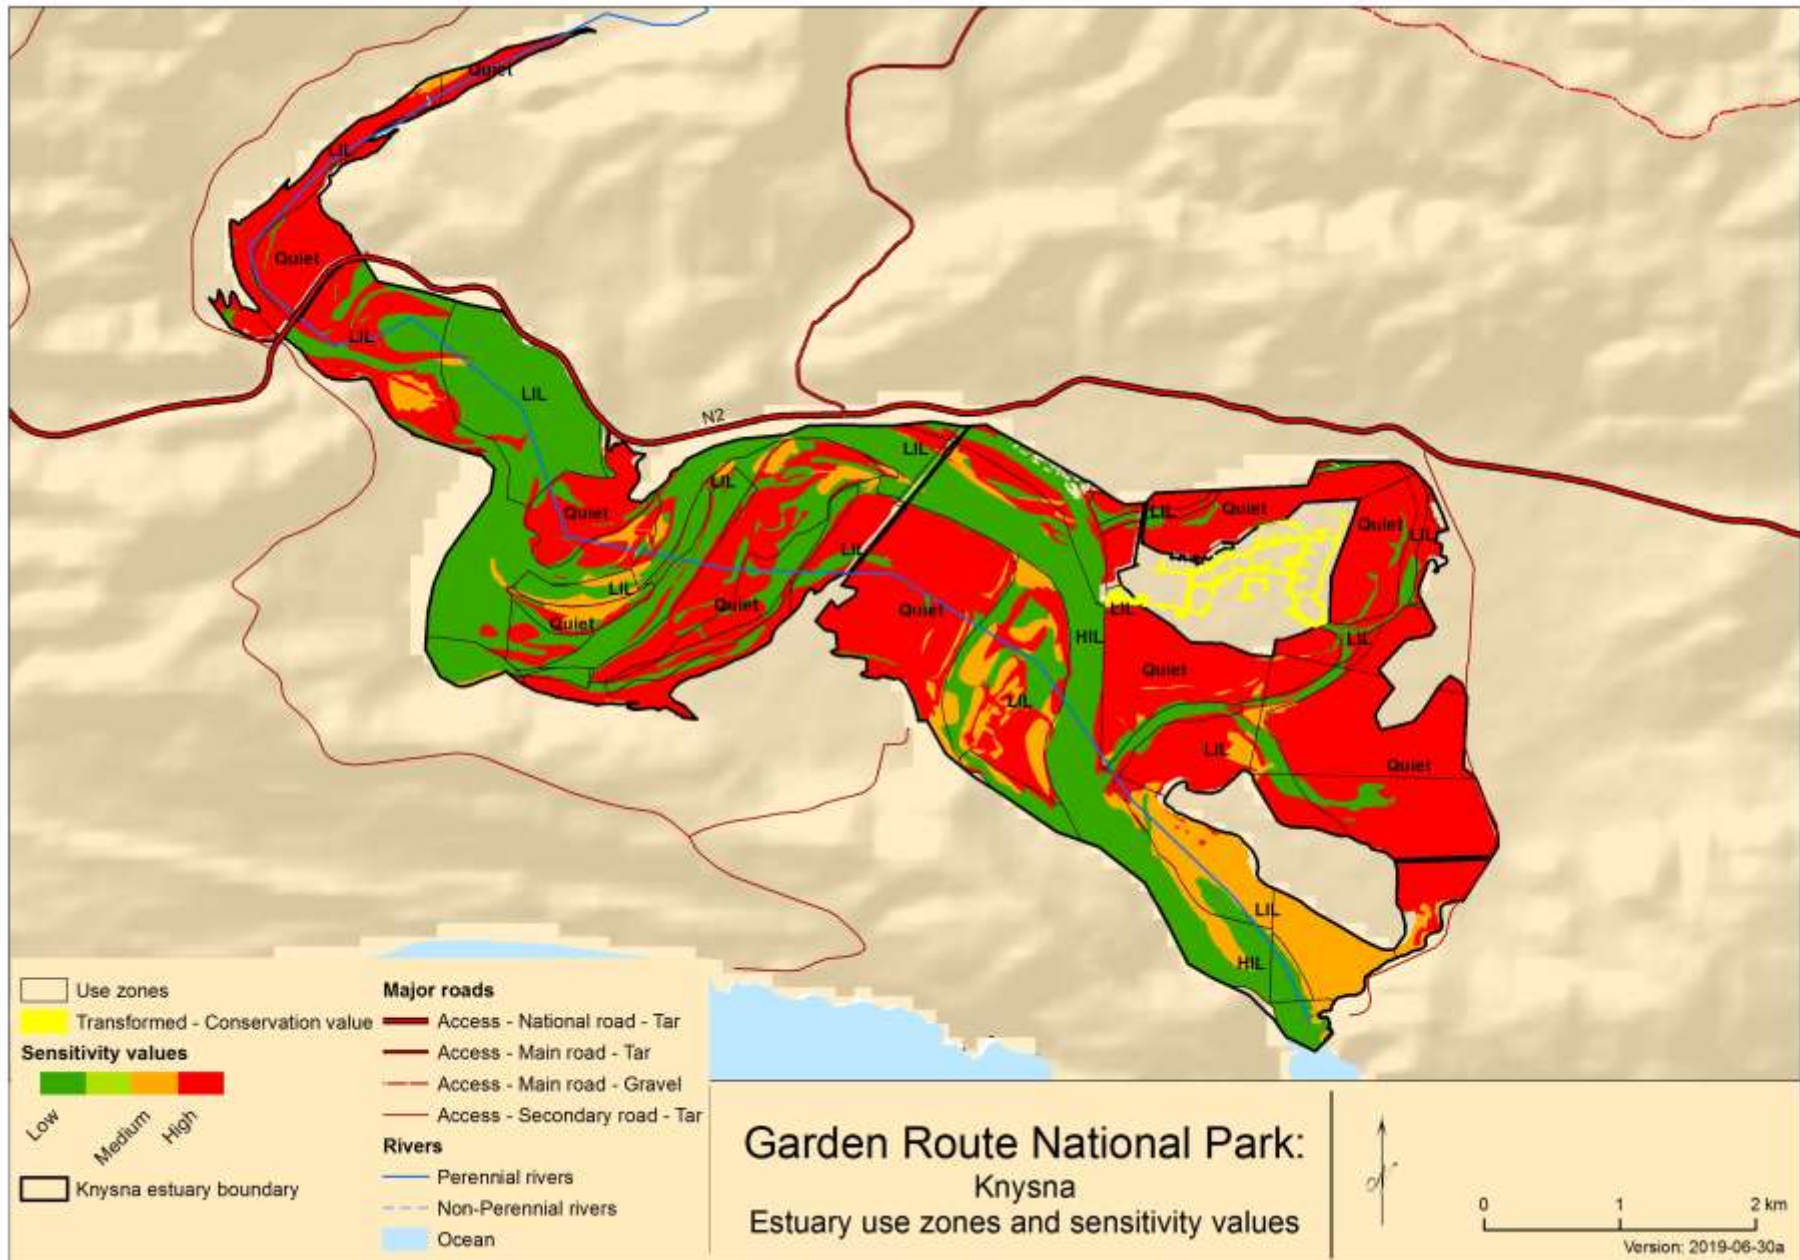 Quiet
LIL
Quiet
LIL
LIL
N2
LIL
LIL
Quiet
LIL
Quiet
Quiet
LIL
LIL
Quiet
LIL
Quiet
Quiet
LIL
LIL
HIL
LIL
Quiet
LIL
Quiet
LIL
LIL
Quiet
LIL
HIL
Use zones
Transformed - Conservation value
Sensitivity values
Low
Medium
High
Knysna estuary boundary
Major roads
Access - National road - Tar
Access - Main road - Tar
Access - Main road - Gravel
Access - Secondary road - Tar
Rivers
Perennial rivers
Non-Perennial rivers
Ocean
Garden Route National Park:
Knysna
Estuary use zones and sensitivity values
0 1 2 km
Version: 2019-06-30a